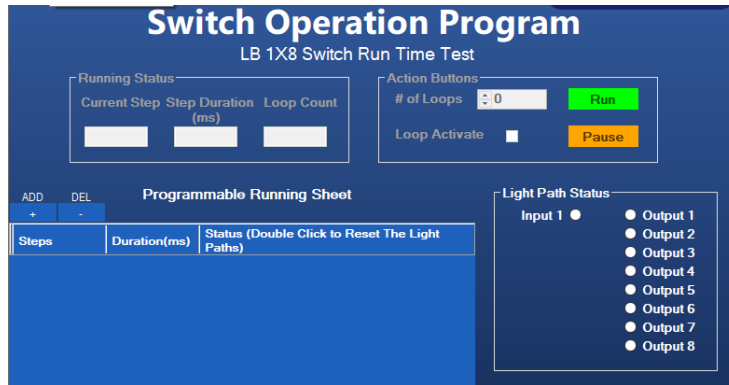 Switch Operation Program
LB 1X8 Switch Run Time Test
Running Status
Current Step Step Duration (ms) Loop Count
Action Buttons
# of Loops 0 Run
Loop Activate Pause
ADD DEL
+ -
Programmable Running Sheet
Steps Duration(ms) Status (Double Click to Reset The Light
Paths)
Light Path Status
Input 1 Output 1
Output 2
Output 3
Output 4
Output 5
Output 6
Output 7
Output 8